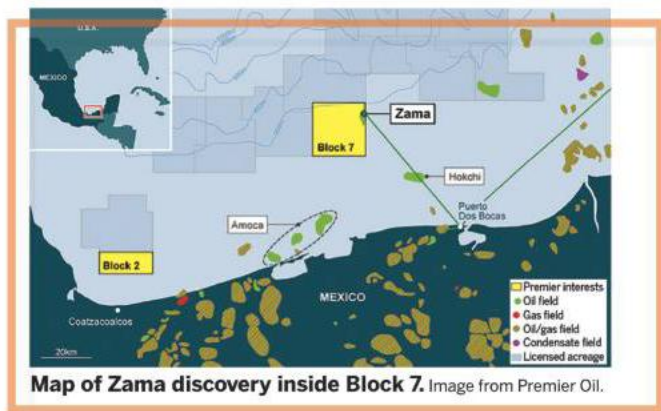 U.S.A.
MEXICO
Zama
Block 7
Hokchi
Puerto
Dos Bocas
Amoca
Block 2
Coatzacoalcos
MEXICO
20km
Premier interests
Oil field
Gas field
Oil/gas field
Condensate field
Licensed acreage
Map of Zama discovery inside Block 7. Image from Premier Oil.